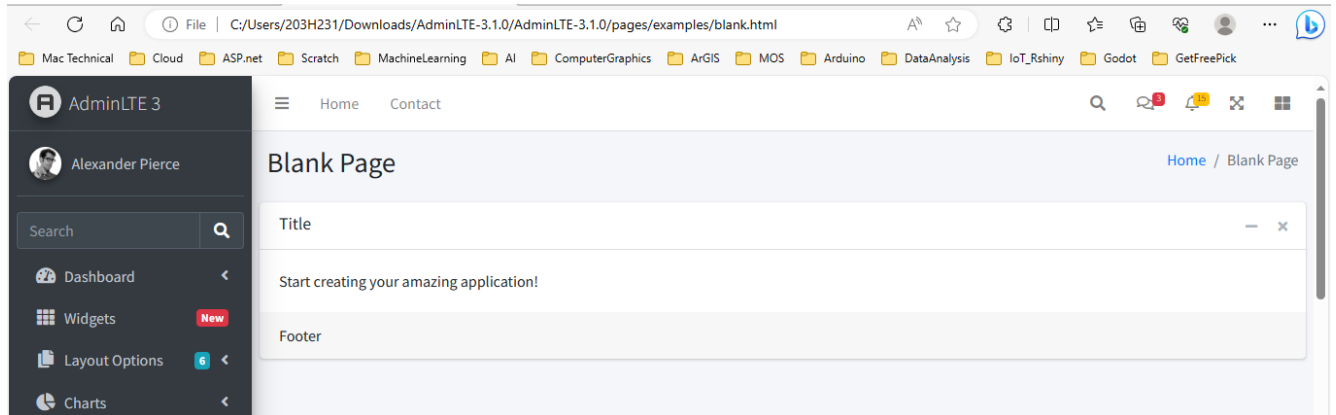 File C:/Users/203H231/Downloads/AdminLTE-3.1.0/AdminLTE-3.1.0/pages/examples/blank.html
Mac Technical Cloud ASP.net Scratch MachineLearning AI ComputerGraphics ArGIS MOS Arduino DataAnalysis IoT_Rshiny Godot GetFreePick
AdminLTE 3
Home Contact
3
15
Alexander Pierce
Blank Page
Home / Blank Page
Search
Title
Dashboard
Start creating your amazing application!
Widgets New
Footer
Layout Options 6
Charts